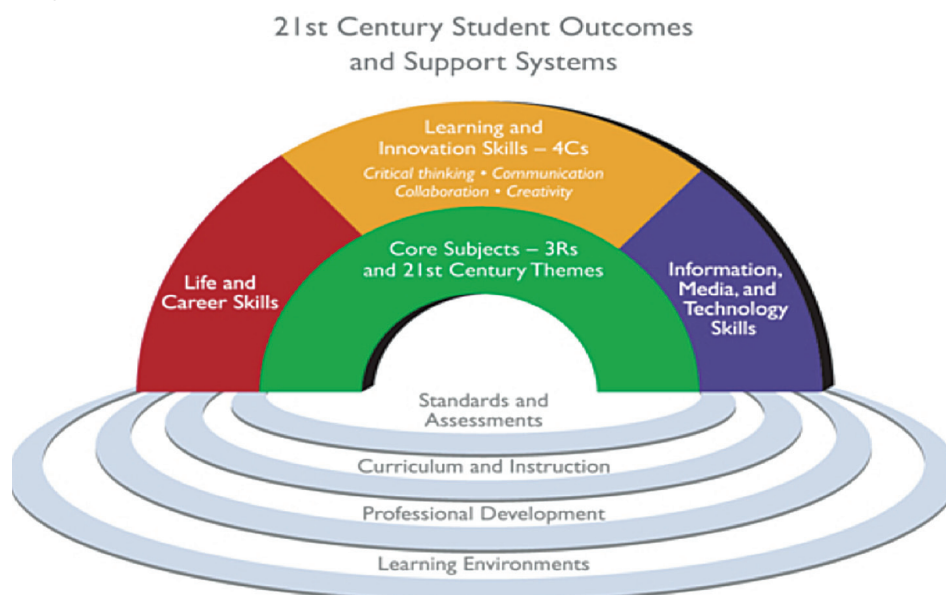 21st Century Student Outcomes
and Support Systems
Learning and
Innovation Skills – 4Cs
Critical thinking • Communication
Collaboration • Creativity
Core Subjects – 3Rs
and 21st Century Themes
Life and
Career Skills
Information,
Media, and
Technology
Skills
Standards and
Assessments
Curriculum and Instruction
Professional Development
Learning Environments